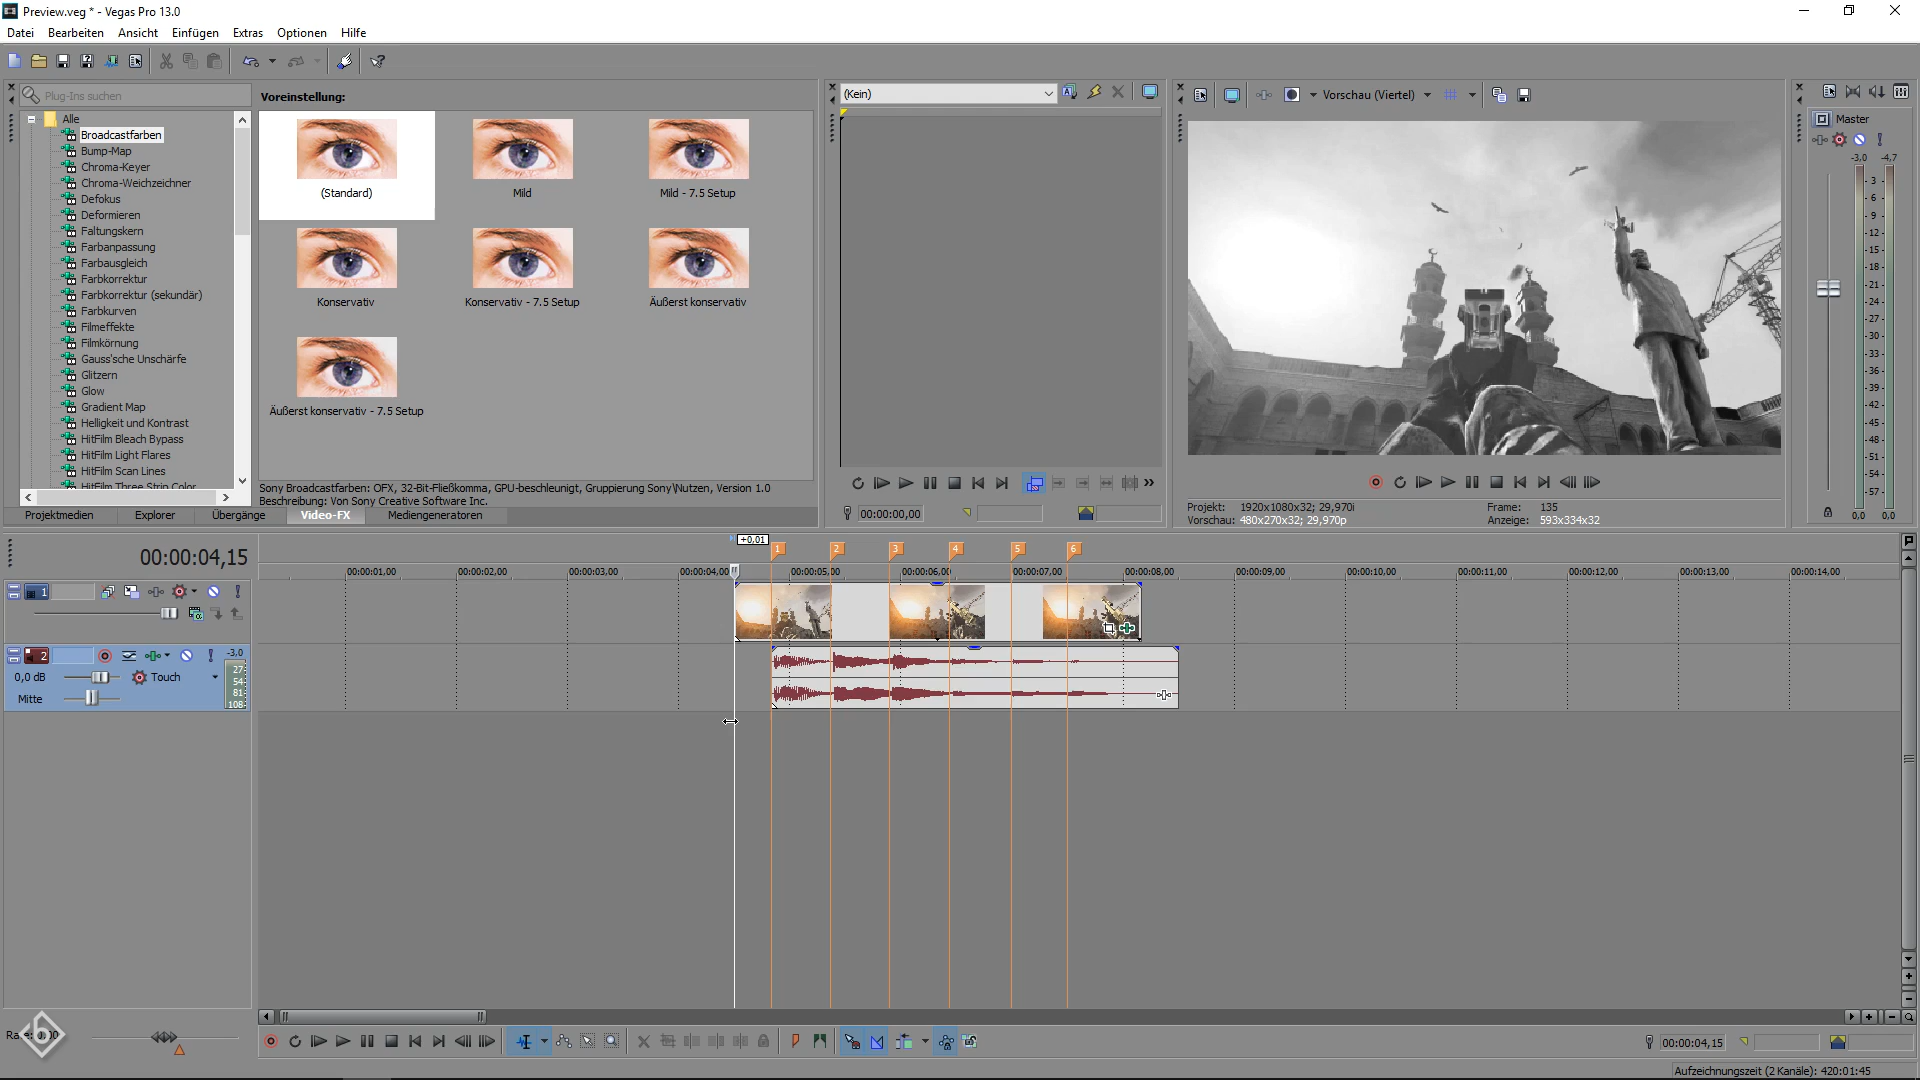 Preview.veg * - Vegas Pro 13.0
Datei Bearbeiten Ansicht Einfügen Extras Optionen Hilfe
Plug-Ins suchen
Alle
Broadcastfarben
Bump-Map
Chroma-Keyer
Chroma-Weichzeichner
Defokus
Deformieren
Faltungskern
Farbanpassung
Farbausgleich
Farbkorrektur
Farbkorrektur (sekundär)
Farbkurven
Filmeffekte
Filmkörnung
Gauss'sche Unschärfe
Glitzern
Glow
Gradient Map
Helligkeit und Kontrast
HitFilm Bleach Bypass
HitFilm Light Flares
HitFilm Scan Lines
HitFilm Three Strip Color
Voreinstellung:
(Standard) Mild Mild - 7.5 Setup
Konservativ Konservativ - 7.5 Setup Äußerst konservativ
Äußerst konservativ - 7.5 Setup
Sony Broadcastfarben: OFX, 32-Bit-Fließkomma, GPU-beschleunigt, Gruppierung Sony\Nutzen, Version 1.0
Beschreibung: Von Sony Creative Software Inc.
Projektmedien Explorer Übergänge Video-FX Mediengeneratoren
(Kein)
00:00:00,00
Vorschau (Viertel)
Projekt: 1920x1080x32; 29,970i Frame: 135
Vorschau: 480x270x32; 29,970p Anzeige: 593x334x32
Master
-3,0 -4,7
- 3 -
- 6 -
- 9 -
-12-
-15-
-18-
-21-
-24-
-27-
-30-
-33-
-36-
-39-
-42-
-45-
-48-
-51-
-54-
-57-
0,0 0,0
00:00:04,15
+0,01
1 2 3 4 5 6
00:00:01,00 00:00:02,00 00:00:03,00 00:00:04,00 00:00:05,00 00:00:06,00 00:00:07,00 00:00:08,00 00:00:09,00 00:00:10,00 00:00:11,00 00:00:12,00 00:00:13,00 00:00:14,00
1
2
-3,0
0,0 dB Touch
Mitte
27-
54-
81-
108-
00:00:04,15
Aufzeichnungszeit (2 Kanäle): 420:01:45